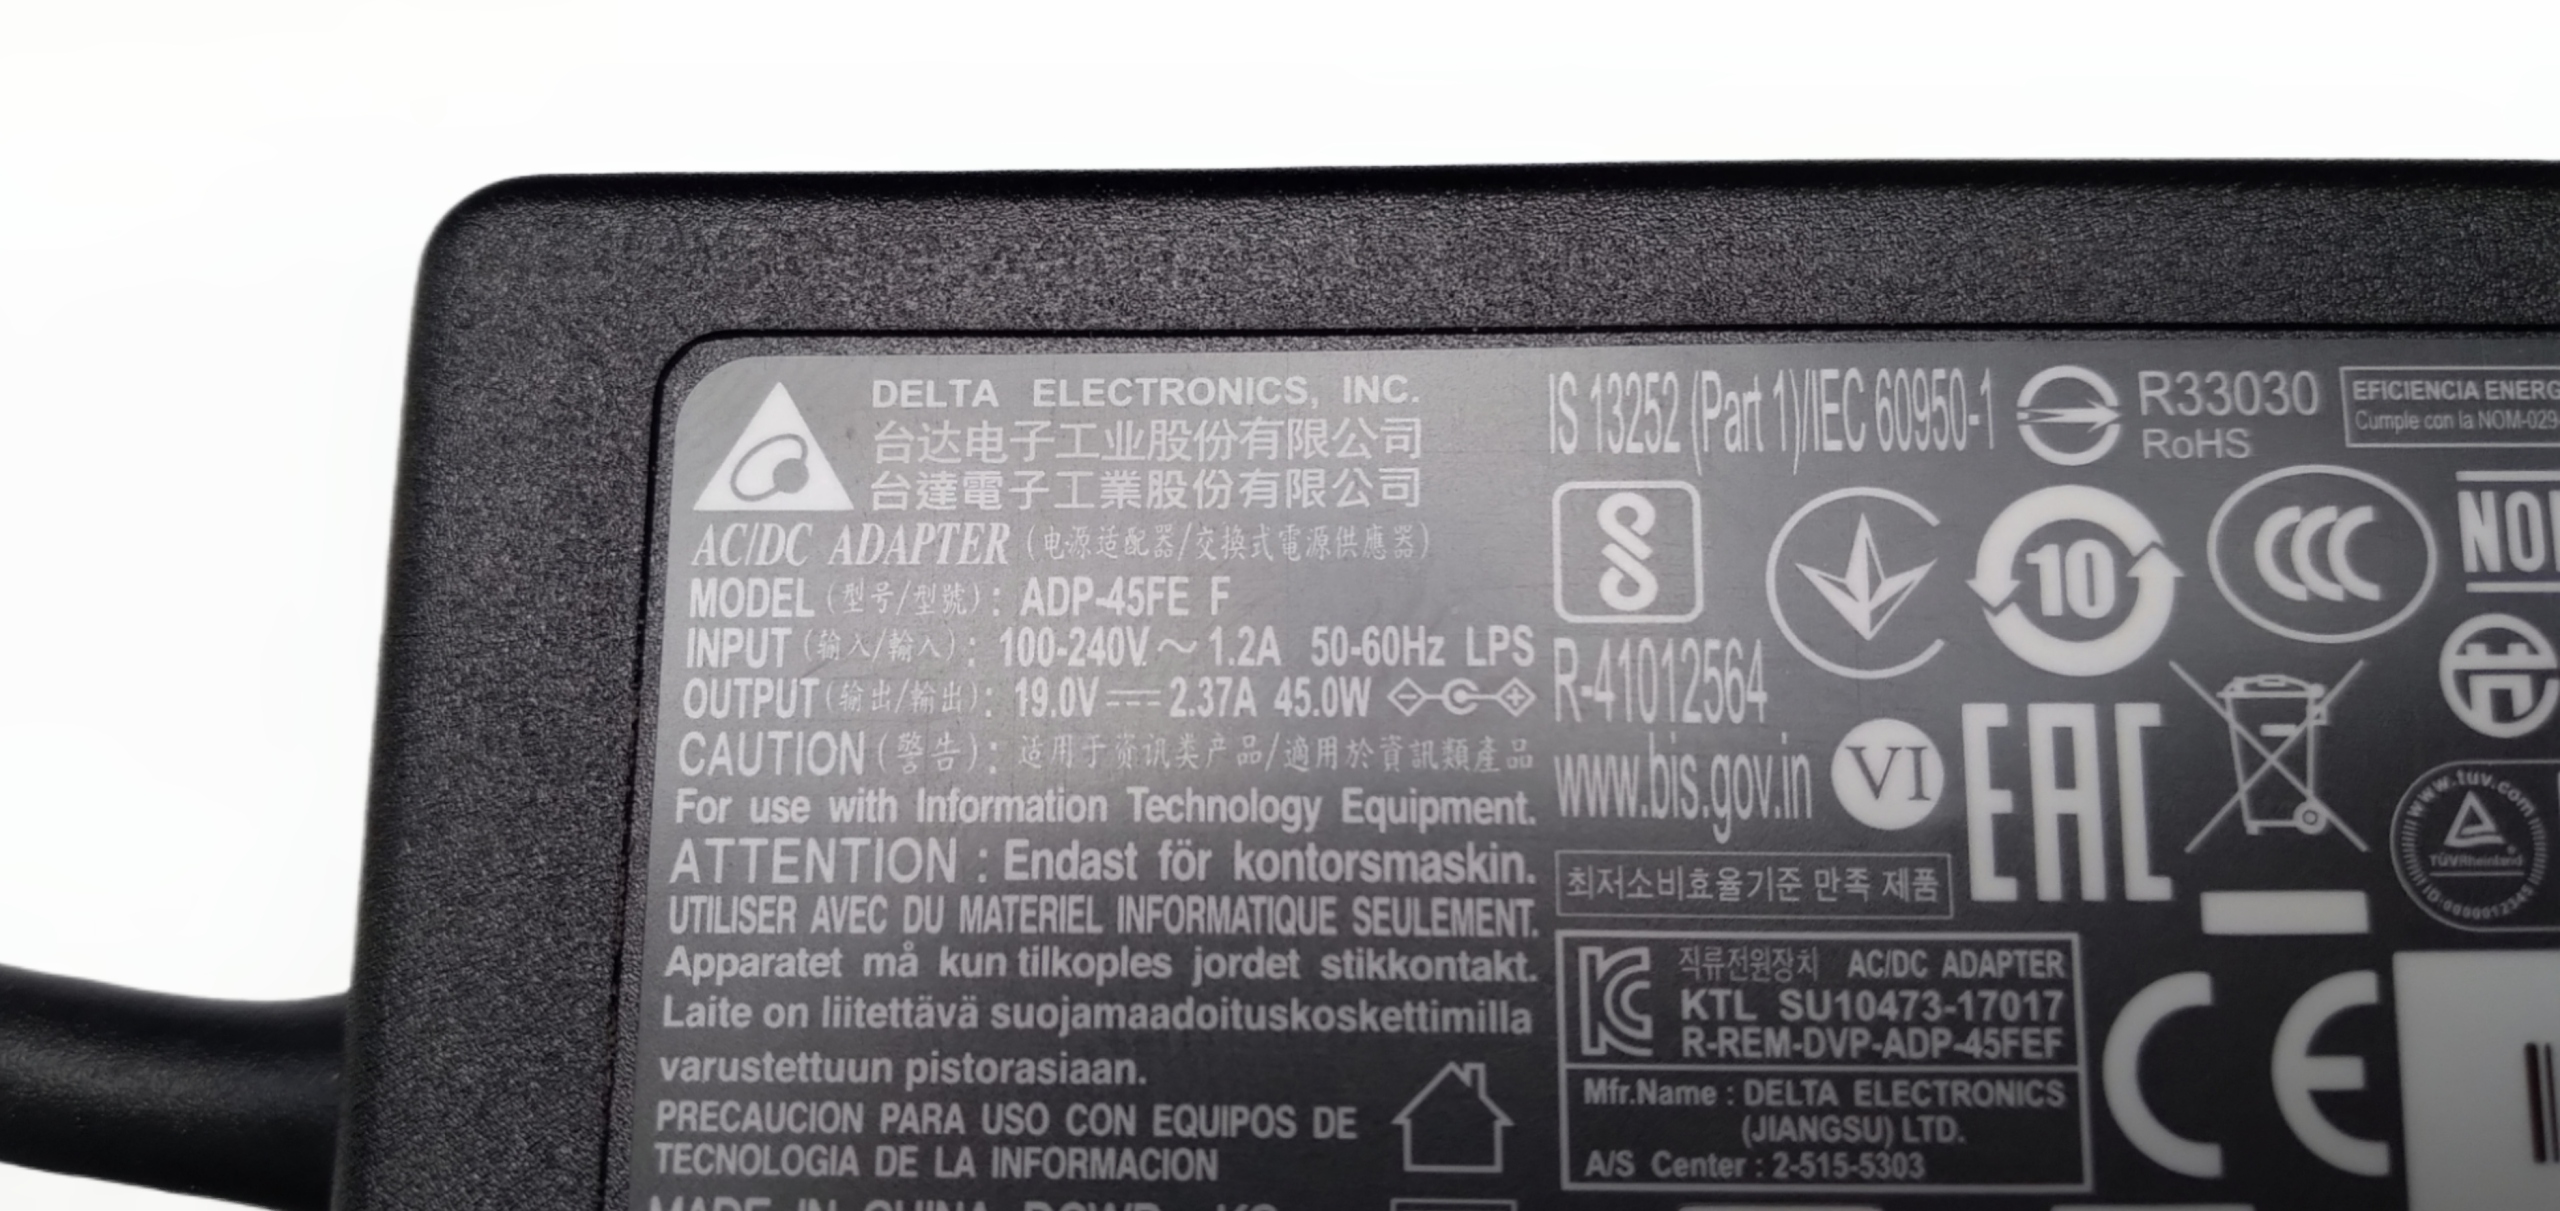 DELTA ELECTRONICS, INC.
台达电子工业股份有限公司
台達電子工業股份有限公司
AC/DC ADAPTER (电源适配器/交換式電源供應器)
MODEL (型号/型號) : ADP-45FE F
INPUT (输入/輸入) : 100-240V ~ 1.2A 50-60Hz LPS
OUTPUT (输出/輸出) : 19.0V ⎓ 2.37A 45.0W
CAUTION (警告) : 适用于资讯类产品/適用於資訊類產品
For use with Information Technology Equipment.
ATTENTION : Endast för kontorsmaskin.
UTILISER AVEC DU MATERIEL INFORMATIQUE SEULEMENT.
Apparatet må kun tilkoples jordet stikkontakt.
Laite on liitettävä suojamaadoituskoskettimilla
varustettuun pistorasiaan.
PRECAUCION PARA USO CON EQUIPOS DE
TECNOLOGIA DE LA INFORMACION
MADE IN CHINA
IS 13252 (Part 1)/IEC 60950-1
R33030
RoHS
EFICIENCIA ENERG
Cumple con la NOM-029
10
CCC
NOM
R-41012564
www.bis.gov.in
VI
EAC
www.tuv.com
TÜVRheinland
최저소비효율기준 만족 제품
KC
직류전원장치 AC/DC ADAPTER
KTL SU10473-17017
R-REM-DVP-ADP-45FEF
Mfr.Name : DELTA ELECTRONICS
(JIANGSU) LTD.
A/S Center : 2-515-5303
CE